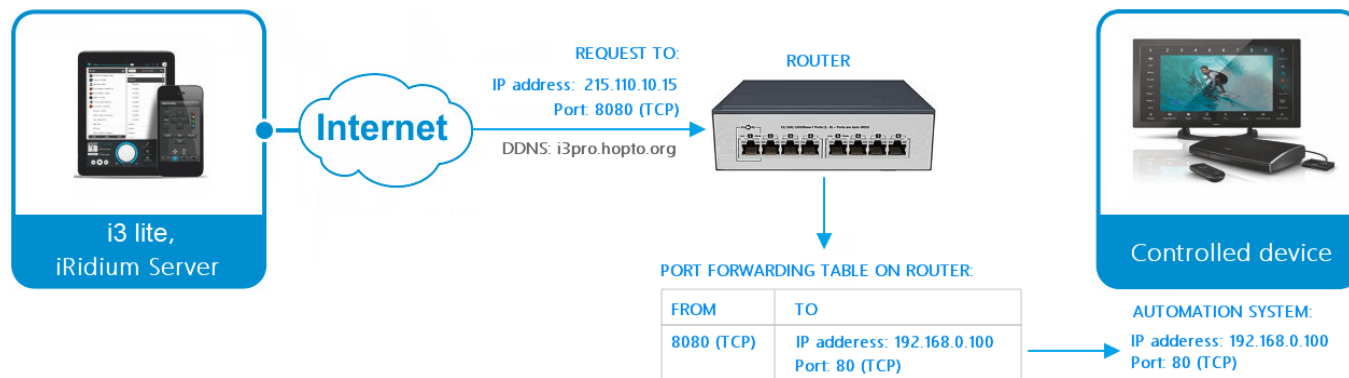 i3 lite,
iRidium Server
Internet
REQUEST TO:
IP address: 215.110.10.15
Port: 8080 (TCP)
DDNS: i3pro.hopto.org
ROUTER
PORT FORWARDING TABLE ON ROUTER:
FROM TO
8080 (TCP) IP adderess: 192.168.0.100
Port: 80 (TCP)
Controlled device
AUTOMATION SYSTEM:
IP adderess: 192.168.0.100
Port: 80 (TCP)